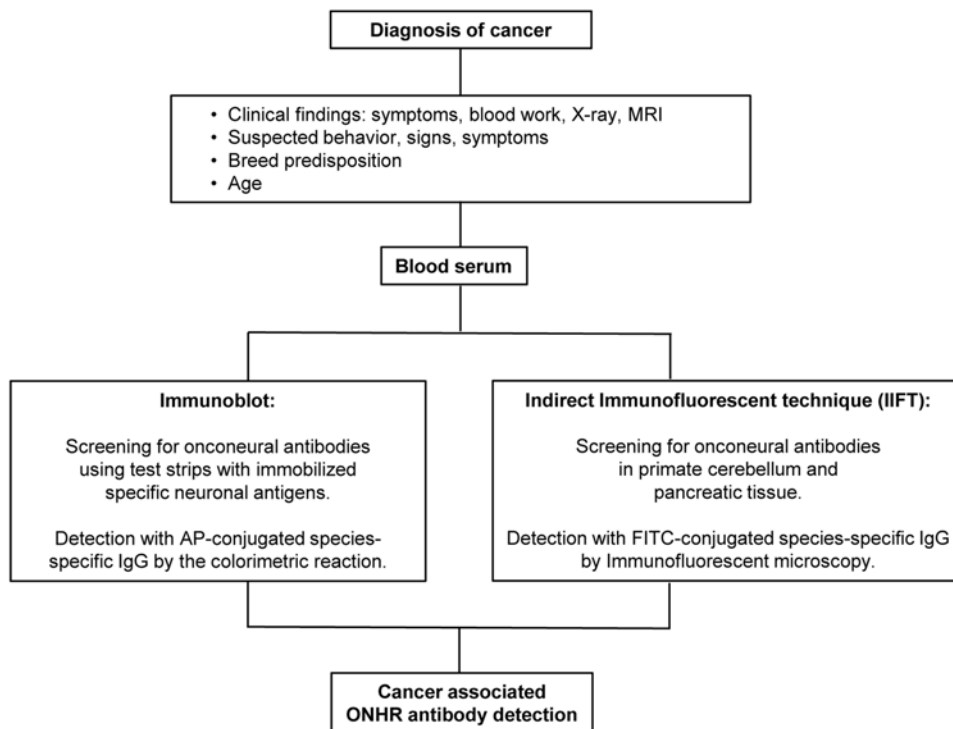 Diagnosis of cancer
• Clinical findings: symptoms, blood work, X-ray, MRI
• Suspected behavior, signs, symptoms
• Breed predisposition
• Age
Blood serum
Immunoblot:
Screening for onconeural antibodies
using test strips with immobilized
specific neuronal antigens.
Detection with AP-conjugated species-
specific IgG by the colorimetric reaction.
Indirect Immunofluorescent technique (IIFT):
Screening for onconeural antibodies
in primate cerebellum and
pancreatic tissue.
Detection with FITC-conjugated species-specific IgG
by Immunofluorescent microscopy.
Cancer associated
ONHR antibody detection